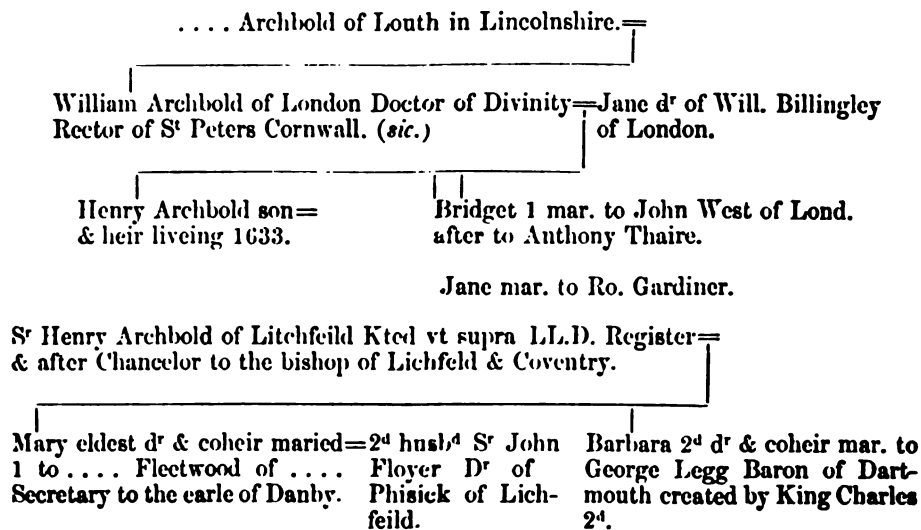 .... Archbold of Louth in Lincolnshire.=
William Archbold of London Doctor of Divinity=Jane dʳ of Will. Billingley
Rector of Sᵗ Peters Cornwall. (sic.)
of London.
Henry Archbold son=
& heir liveing 1633.
Bridget 1 mar. to John West of Lond.
after to Anthony Thaire.
Jane mar. to Ro. Gardiner.
Sʳ Henry Archbold of Litchfeild Kted vt supra LL.D. Register=
& after Chancelor to the bishop of Lichfeld & Coventry.
Mary eldest dʳ & coheir maried=
1 to .... Fleetwood of ....
Secretary to the earle of Danby.
2ᵈ husbᵈ Sʳ John
Floyer Dʳ of
Phisick of Lich-
feild.
Barbara 2ᵈ dʳ & coheir mar. to
George Legg Baron of Dart-
mouth created by King Charles
2ᵈ.